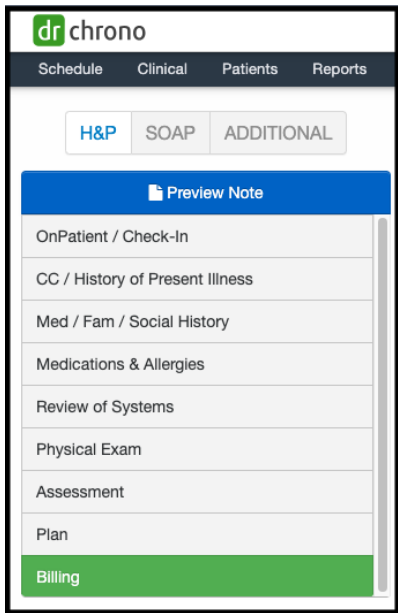 dr chrono
Schedule Clinical Patients Reports
H&P SOAP ADDITIONAL
Preview Note
OnPatient / Check-In
CC / History of Present Illness
Med / Fam / Social History
Medications & Allergies
Review of Systems
Physical Exam
Assessment
Plan
Billing